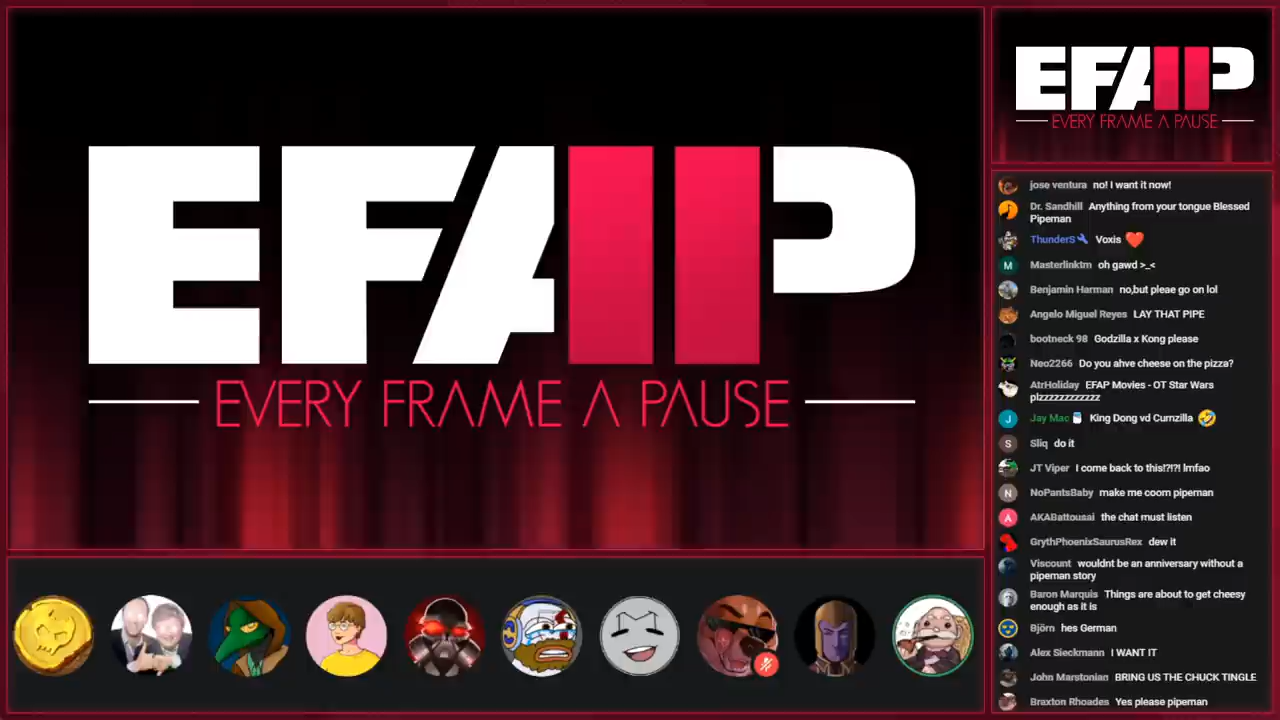 EFAP
EVERY FRAME A PAUSE
EFAP
EVERY FRAME A PAUSE
jose ventura no! I want it now!
Dr. Sandhill Anything from your tongue Blessed
Pipeman
ThunderS Voxis
M Masterlinktm oh gawd >_<
Benjamin Harman no,but pleae go on lol
Angelo Miguel Reyes LAY THAT PIPE
bootneck 98 Godzilla x Kong please
Neo2266 Do you ahve cheese on the pizza?
AtrHoliday EFAP Movies - OT Star Wars
plzzzzzzzzzzzz
J Jay Mac King Dong vd Cumzilla
S Sliq do it
JT Viper I come back to this!?!?! lmfao
N NoPantsBaby make me coom pipeman
A AKABattousai the chat must listen
GrythPhoenixSaurusRex dew it
Viscount wouldnt be an anniversary without a
pipeman story
Baron Marquis Things are about to get cheesy
enough as it is
Björn hes German
Alex Sieckmann I WANT IT
John Marstonian BRING US THE CHUCK TINGLE
Braxton Rhoades Yes please pipeman